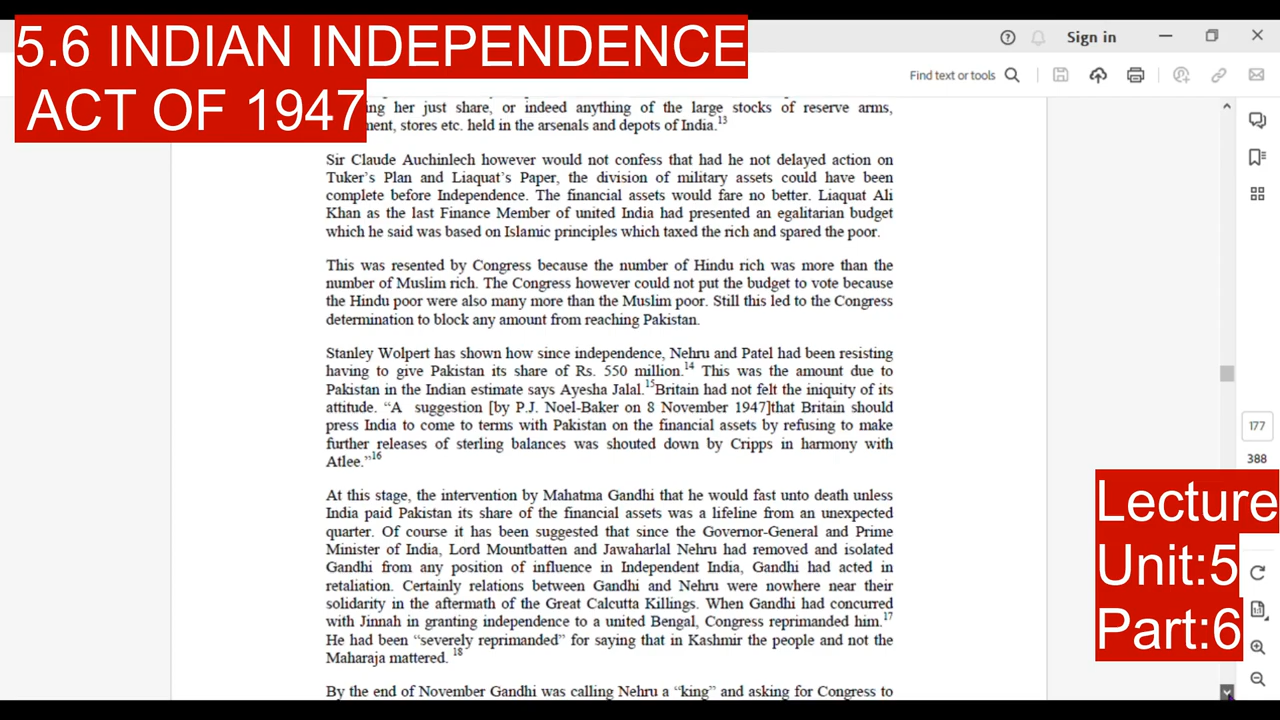 5.6 INDIAN INDEPENDENCE
ACT OF 1947
Sign in
Find text or tools
her just share, or indeed anything of the large stocks of reserve arms,
stores etc. held in the arsenals and depots of India.13
Sir Claude Auchinlech however would not confess that had he not delayed action on
Tuker's Plan and Liaquat's Paper, the division of military assets could have been
complete before Independence. The financial assets would fare no better. Liaquat Ali
Khan as the last Finance Member of united India had presented an egalitarian budget
which he said was based on Islamic principles which taxed the rich and spared the poor.
This was resented by Congress because the number of Hindu rich was more than the
number of Muslim rich. The Congress however could not put the budget to vote because
the Hindu poor were also many more than the Muslim poor. Still this led to the Congress
determination to block any amount from reaching Pakistan.
Stanley Wolpert has shown how since independence, Nehru and Patel had been resisting
having to give Pakistan its share of Rs. 550 million.14 This was the amount due to
Pakistan in the Indian estimate says Ayesha Jalal.15Britain had not felt the iniquity of its
attitude. "A suggestion [by P.J. Noel-Baker on 8 November 1947]that Britain should
press India to come to terms with Pakistan on the financial assets by refusing to make
further releases of sterling balances was shouted down by Cripps in harmony with
Atlee."16
At this stage, the intervention by Mahatma Gandhi that he would fast unto death unless
India paid Pakistan its share of the financial assets was a lifeline from an unexpected
quarter. Of course it has been suggested that since the Governor-General and Prime
Minister of India, Lord Mountbatten and Jawaharlal Nehru had removed and isolated
Gandhi from any position of influence in Independent India, Gandhi had acted in
retaliation. Certainly relations between Gandhi and Nehru were nowhere near their
solidarity in the aftermath of the Great Calcutta Killings. When Gandhi had concurred
with Jinnah in granting independence to a united Bengal, Congress reprimanded him.17
He had been "severely reprimanded" for saying that in Kashmir the people and not the
Maharaja mattered. 18
By the end of November Gandhi was calling Nehru a "king" and asking for Congress to
177
388
Lecture
Unit:5
Part:6